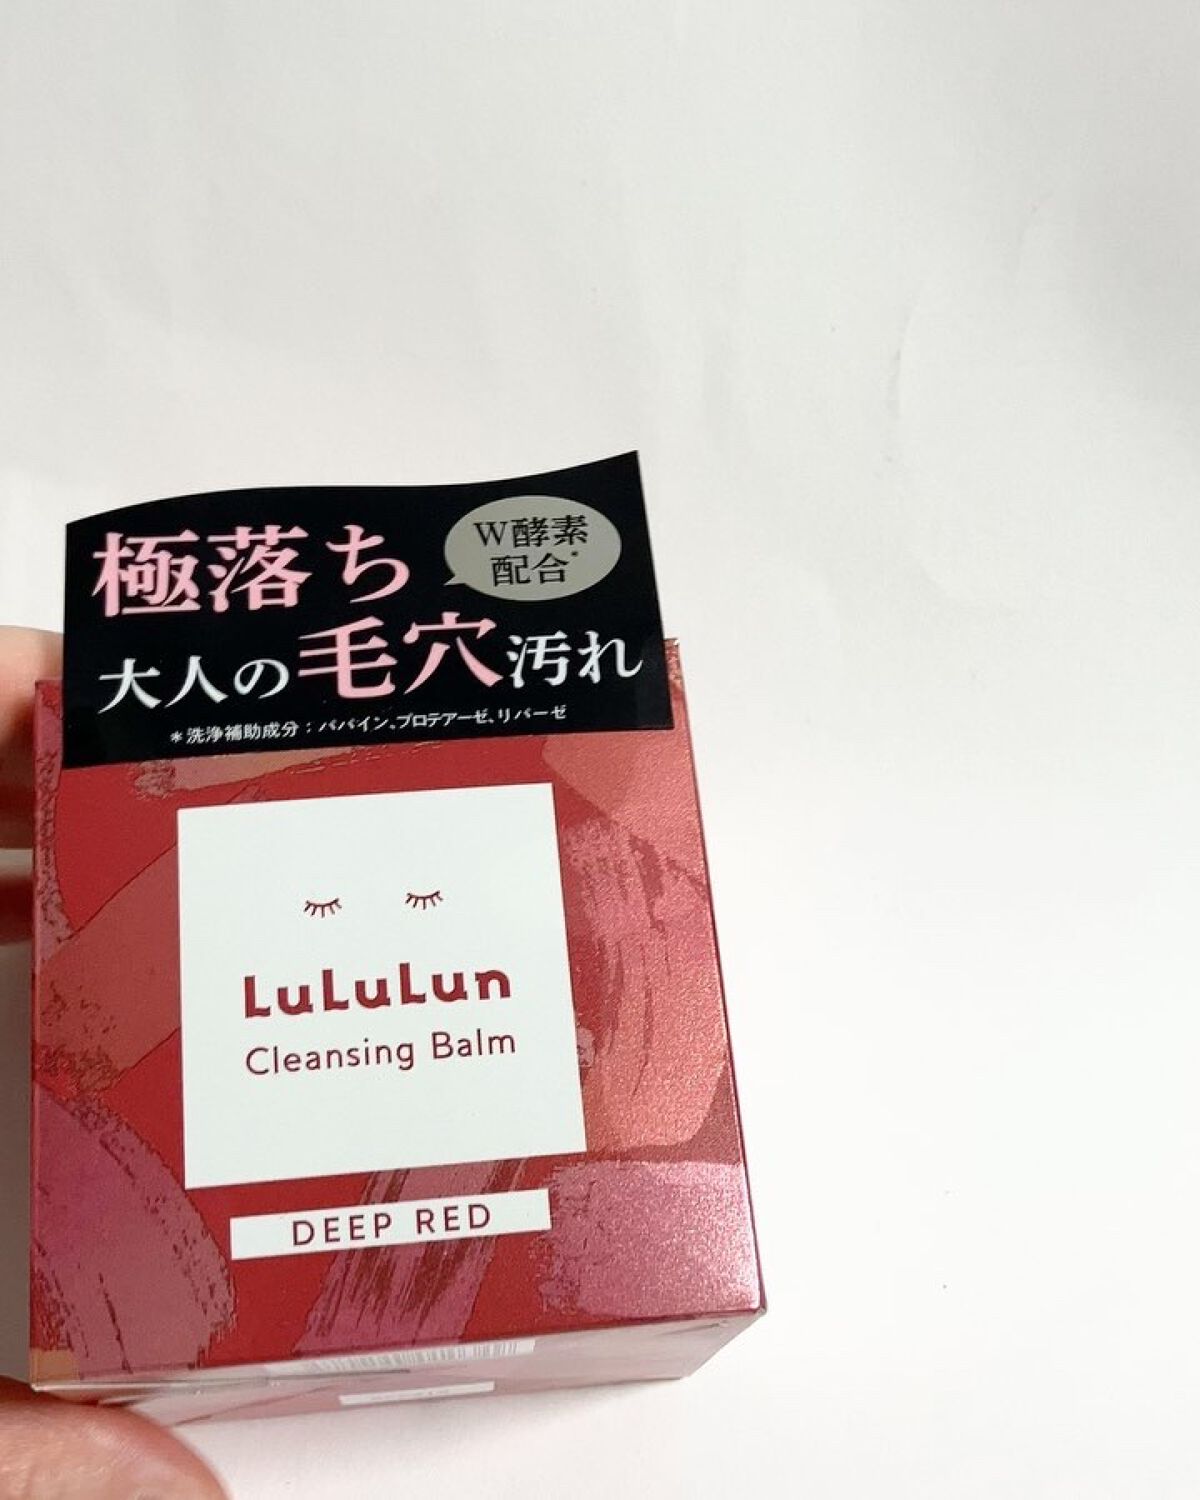 極落ち
W酵素
配合*
大人の毛穴汚れ
*洗浄補助成分：パパイン、プロテアーゼ、リパーゼ
LuLuLun
Cleansing Balm
DEEP RED